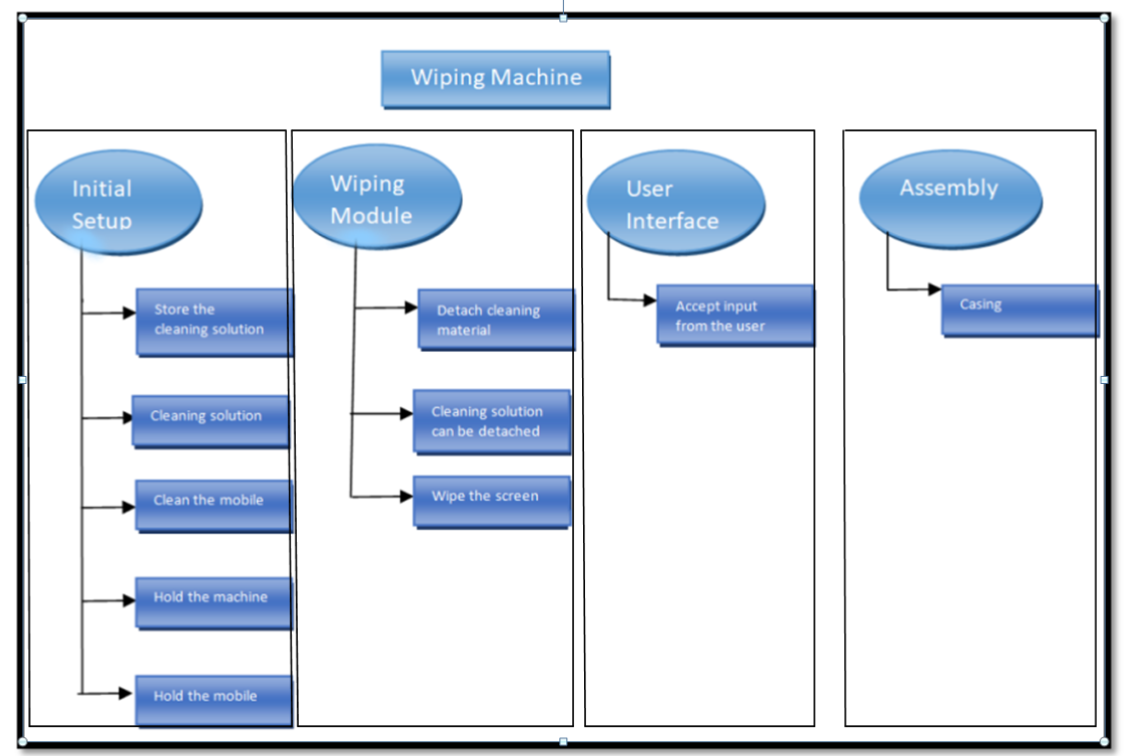 Wiping Machine
Initial
Setup
Store the
cleaning solution
Cleaning solution
Clean the mobile
Hold the machine
Hold the mobile
Wiping
Module
Detach cleaning
material
Cleaning solution
can be detached
Wipe the screen
User
Interface
Accept input
from the user
Assembly
Casing